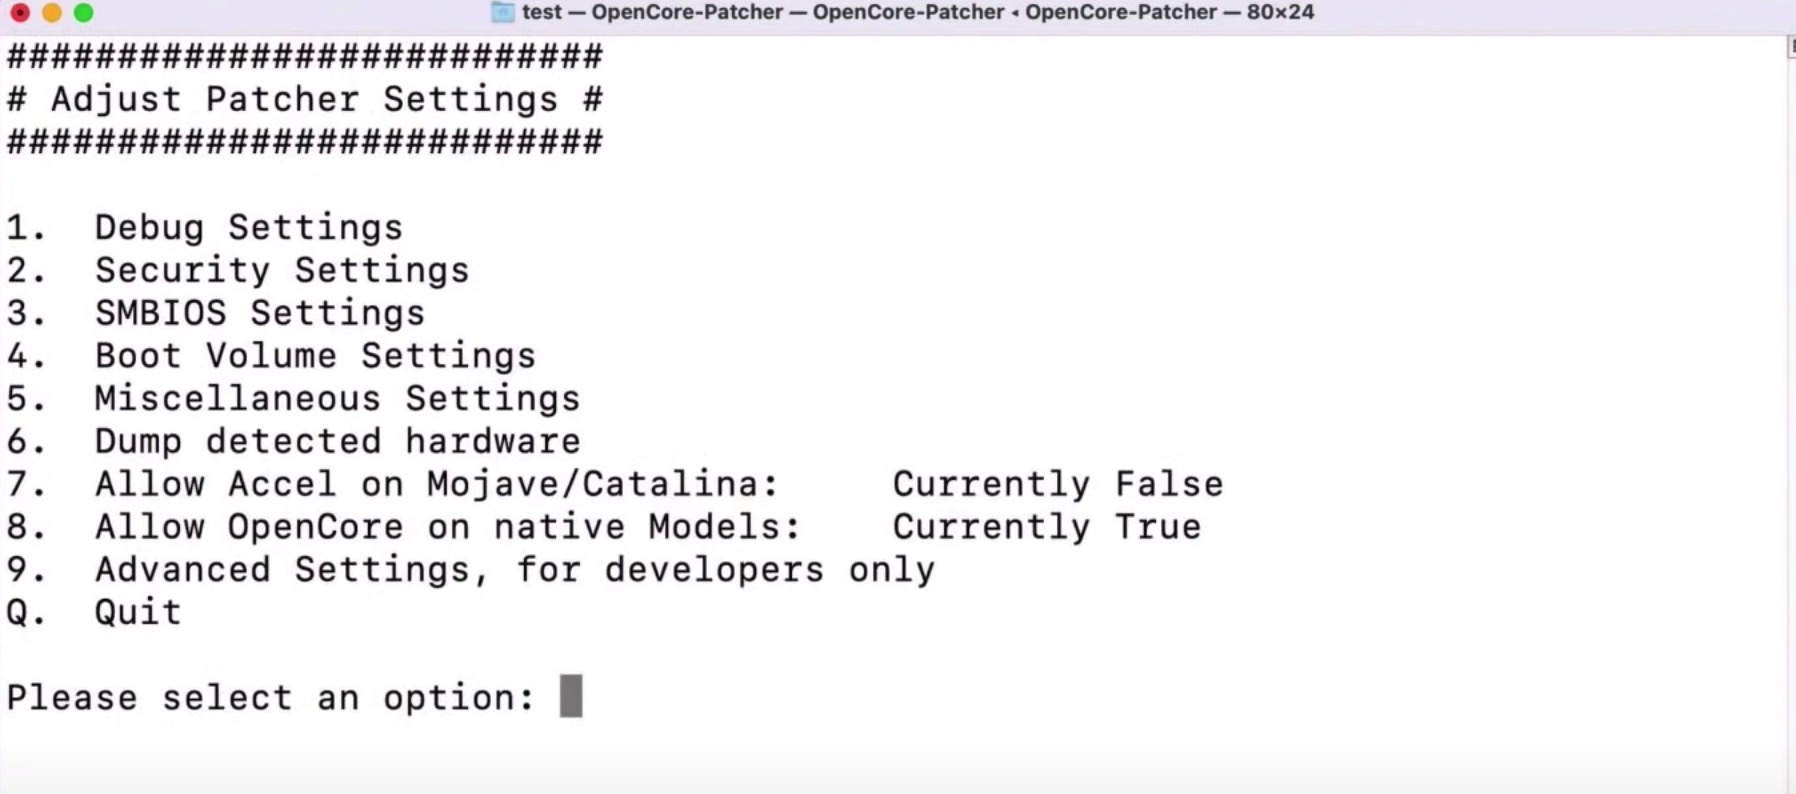 test — OpenCore-Patcher — OpenCore-Patcher ◂ OpenCore-Patcher — 80×24
###########################
# Adjust Patcher Settings #
###########################
1. Debug Settings
2. Security Settings
3. SMBIOS Settings
4. Boot Volume Settings
5. Miscellaneous Settings
6. Dump detected hardware
7. Allow Accel on Mojave/Catalina: Currently False
8. Allow OpenCore on native Models: Currently True
9. Advanced Settings, for developers only
Q. Quit
Please select an option: